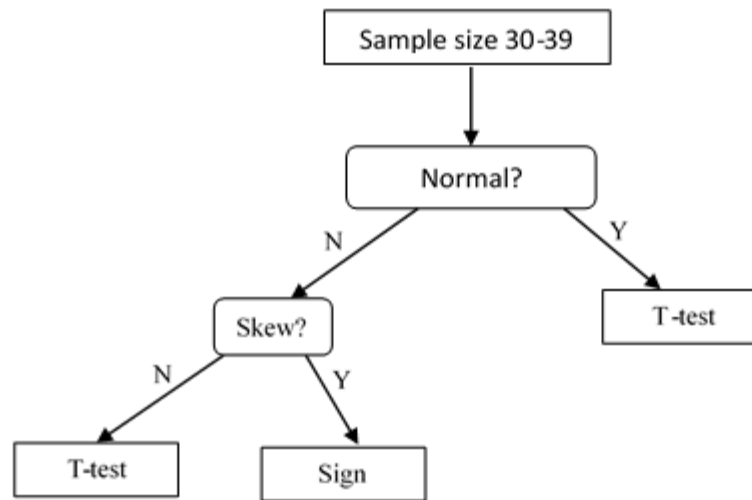 Sample size 30-39
Normal?
N
Y
Skew?
T-test
N
Y
T-test
Sign